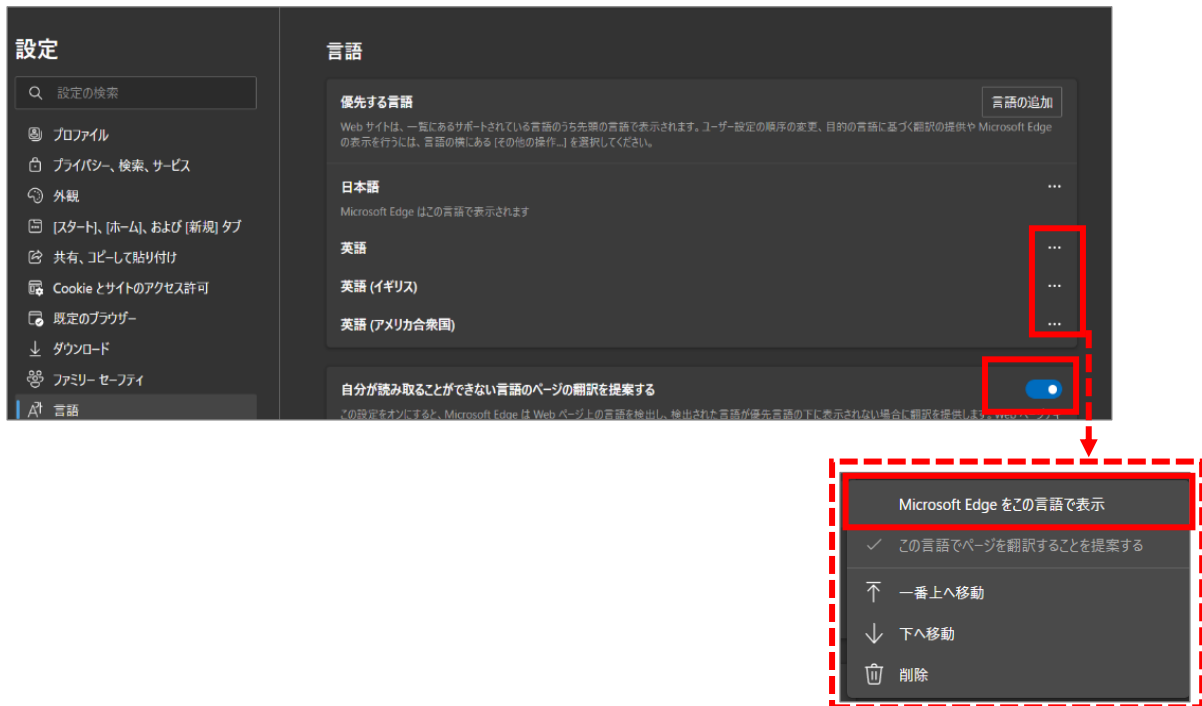 設定
設定の検索
プロファイル
プライバシー、検索、サービス
外観
[スタート]、[ホーム]、および [新規] タブ
共有、コピーして貼り付け
Cookie とサイトのアクセス許可
既定のブラウザー
ダウンロード
ファミリー セーフティ
言語
言語
優先する言語
言語の追加
Web サイトは、一覧にあるサポートされている言語のうち先頭の言語で表示されます。ユーザー設定の順序の変更、目的の言語に基づく翻訳の提供や Microsoft Edge
の表示を行うには、言語の横にある [その他の操作...] を選択してください。
日本語
Microsoft Edge はこの言語で表示されます
英語
英語 (イギリス)
英語 (アメリカ合衆国)
自分が読み取ることができない言語のページの翻訳を提案する
この設定をオンにすると、Microsoft Edge は Web ページ上の言語を検出し、検出された言語が優先言語の下に表示されない場合に翻訳を提供します。
Microsoft Edge をこの言語で表示
この言語でページを翻訳することを提案する
一番上へ移動
下へ移動
削除